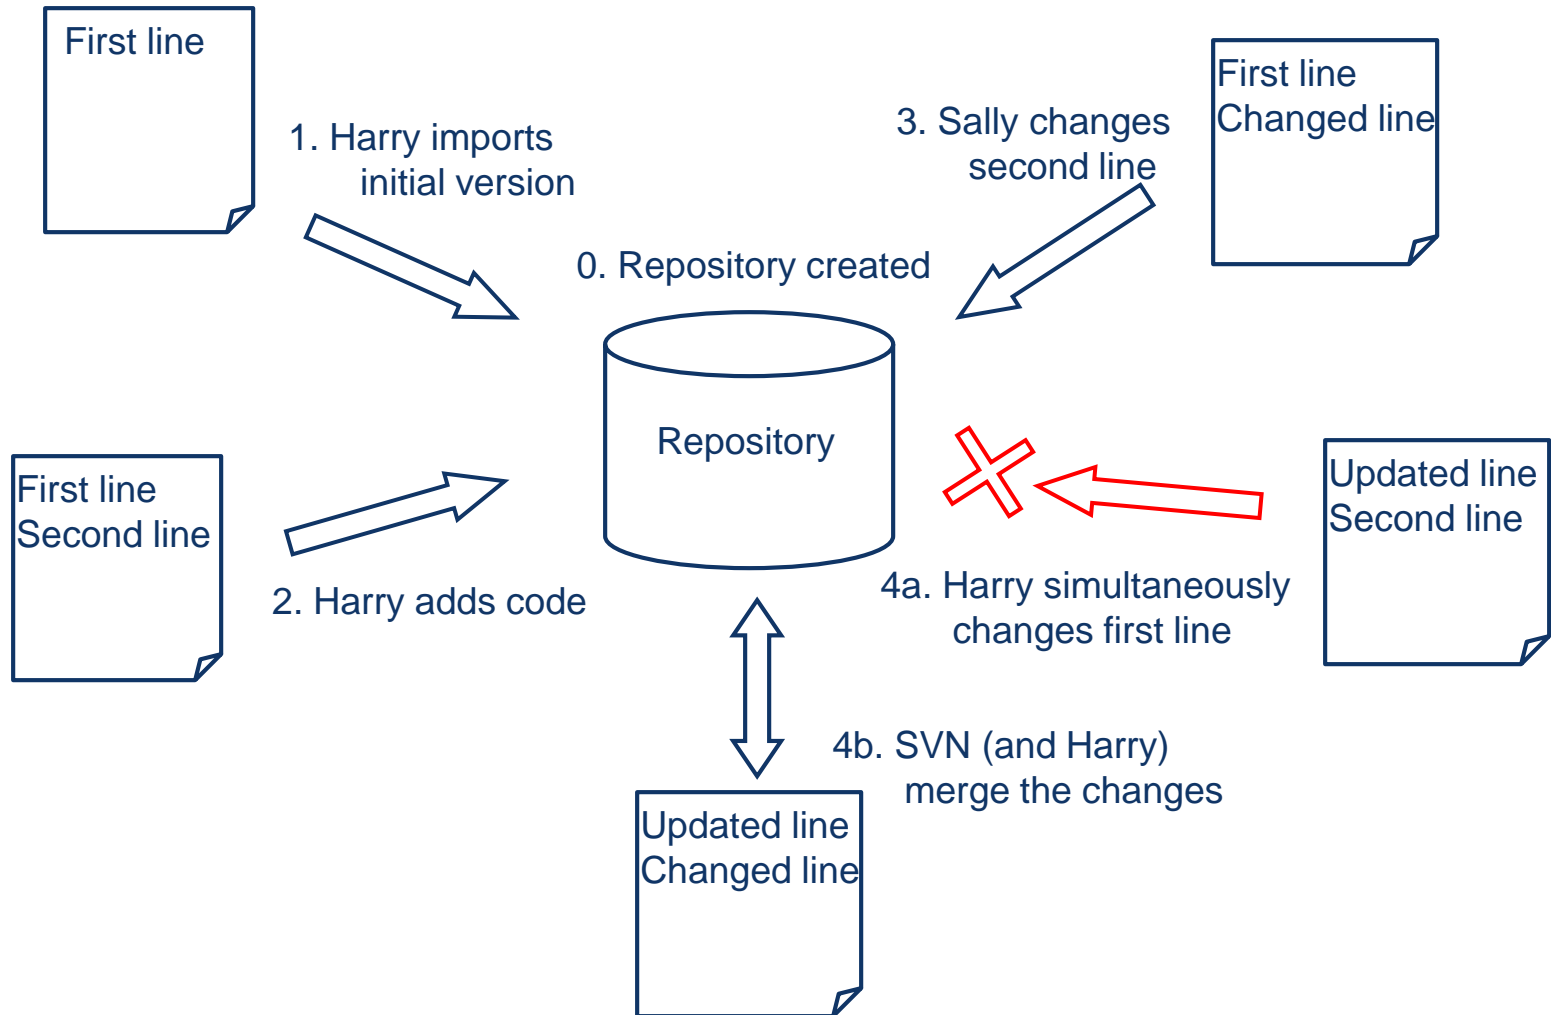 First line
1. Harry imports
initial version
0. Repository created
3. Sally changes
second line
First line
Changed line
Repository
First line
Second line
2. Harry adds code
Updated line
Second line
4a. Harry simultaneously
changes first line
4b. SVN (and Harry)
merge the changes
Updated line
Changed line